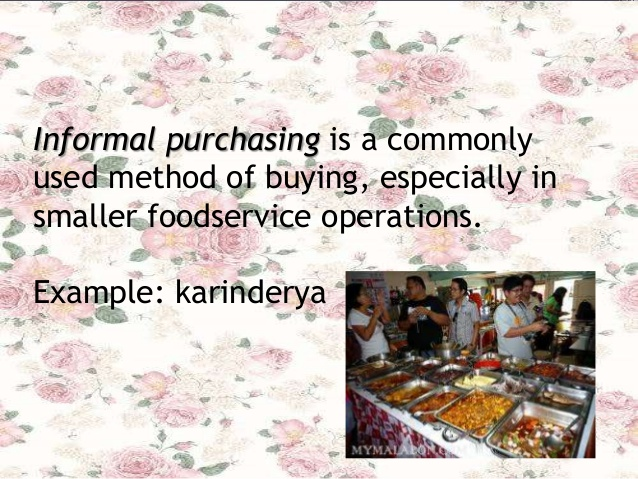 Informal purchasing is a commonly
used method of buying, especially in
smaller foodservice operations.
Example: karinderya